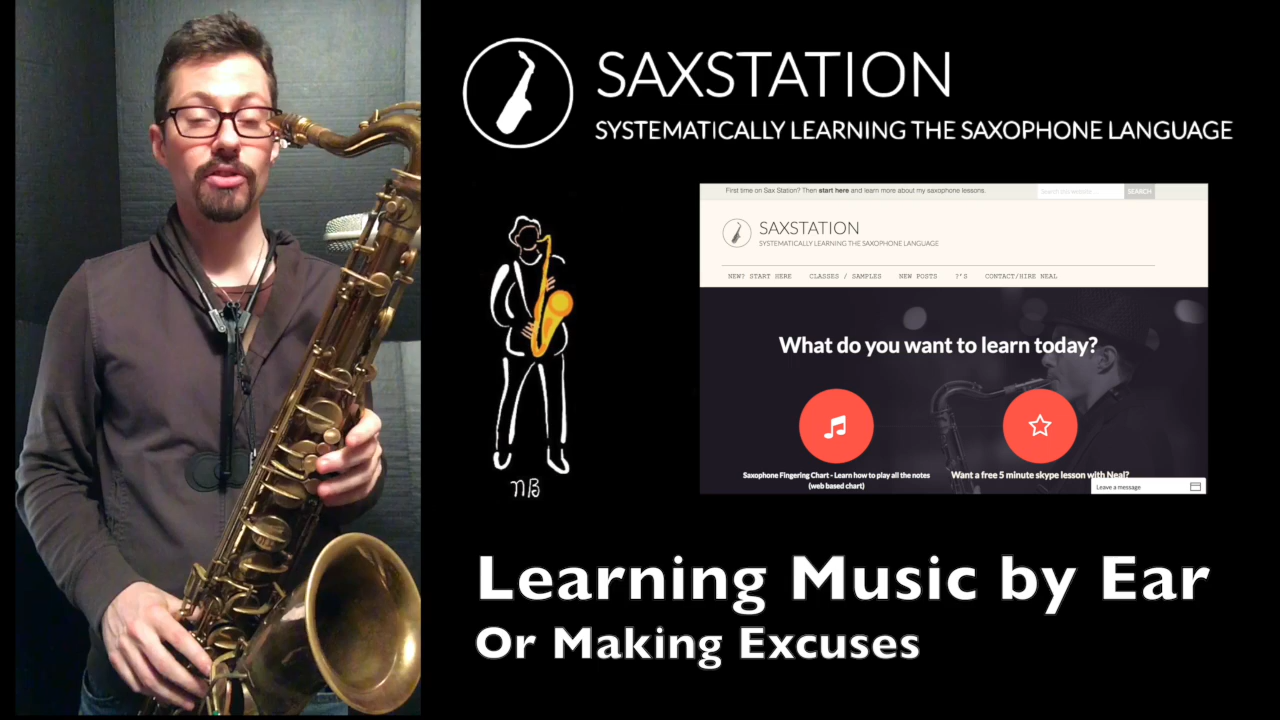 SAXSTATION
SYSTEMATICALLY LEARNING THE SAXOPHONE LANGUAGE
First time on Sax Station? Then start here and learn more about my saxophone lessons.
SEARCH
SAXSTATION
SYSTEMATICALLY LEARNING THE SAXOPHONE LANGUAGE
NEW? START HERE CLASSES / SAMPLES NEW POSTS ?'S CONTACT/HIRE NEAL
What do you want to learn today?
Saxophone Fingering Chart - Learn how to play all the notes
(web based chart)
Want a free 5 minute skype lesson with Neal?
Leave a message
NB
Learning Music by Ear
Or Making Excuses